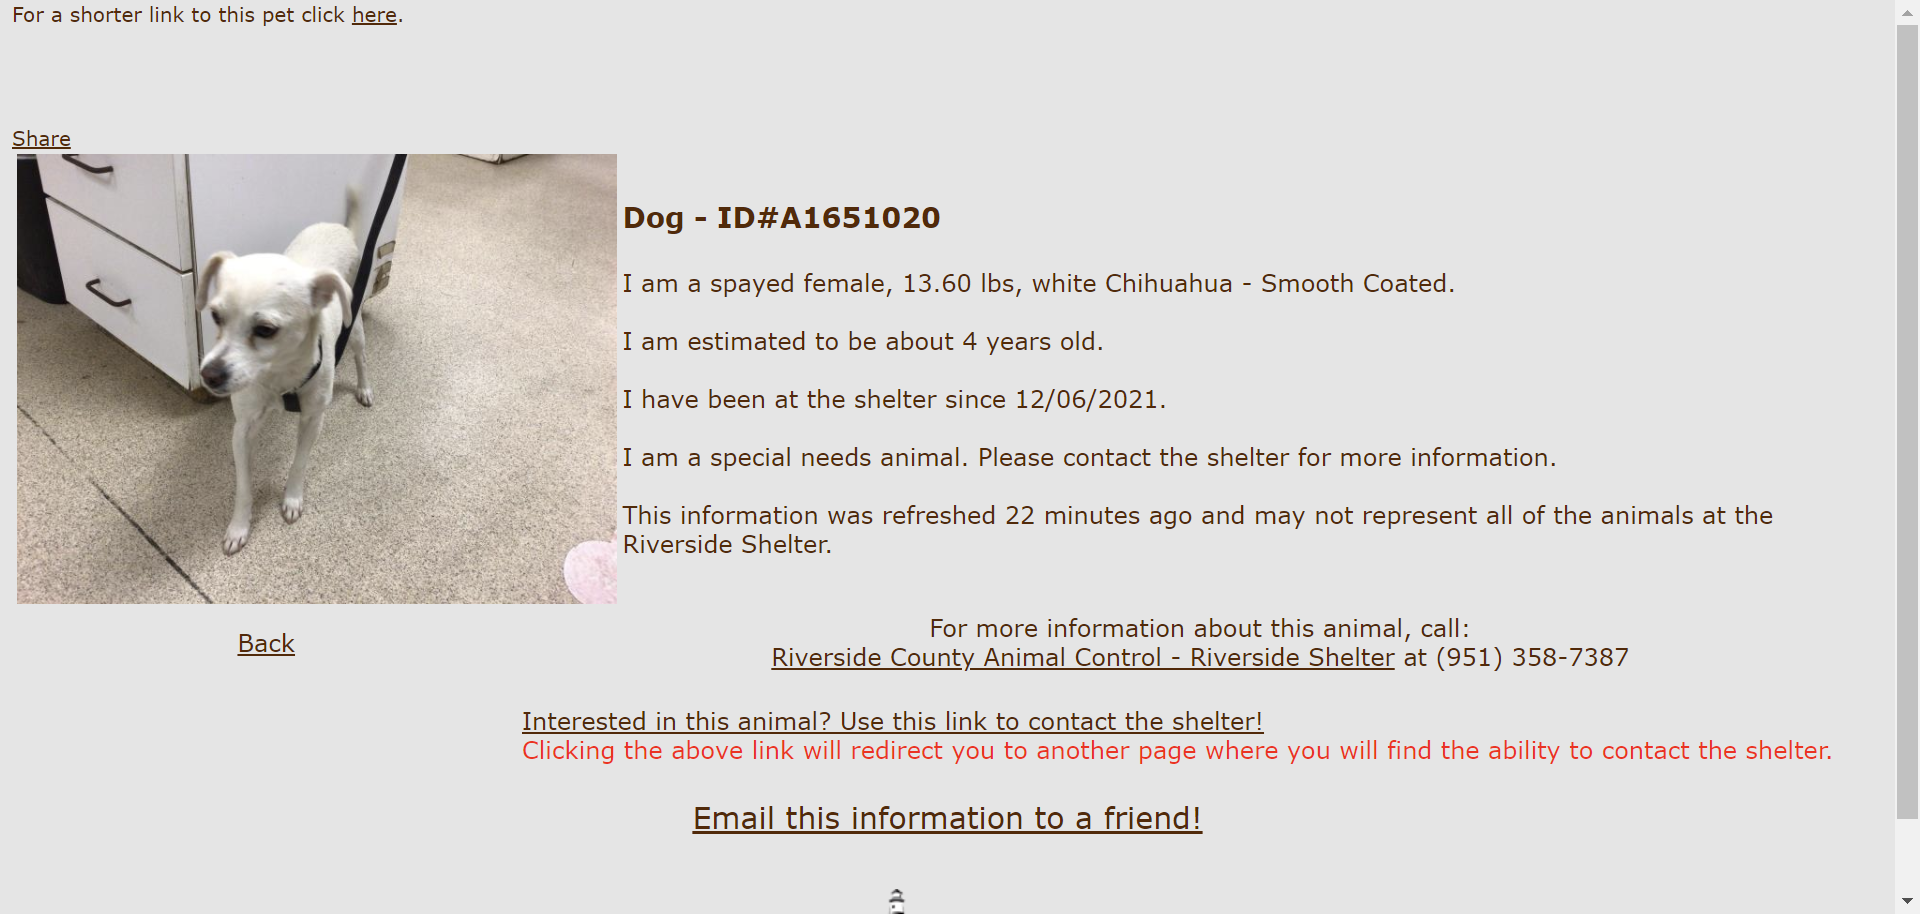 For a shorter link to this pet click here.
Share
Dog - ID#A1651020
I am a spayed female, 13.60 lbs, white Chihuahua - Smooth Coated.
I am estimated to be about 4 years old.
I have been at the shelter since 12/06/2021.
I am a special needs animal. Please contact the shelter for more information.
This information was refreshed 22 minutes ago and may not represent all of the animals at the
Riverside Shelter.
Back
For more information about this animal, call:
Riverside County Animal Control - Riverside Shelter at (951) 358-7387
Interested in this animal? Use this link to contact the shelter!
Clicking the above link will redirect you to another page where you will find the ability to contact the shelter.
Email this information to a friend!